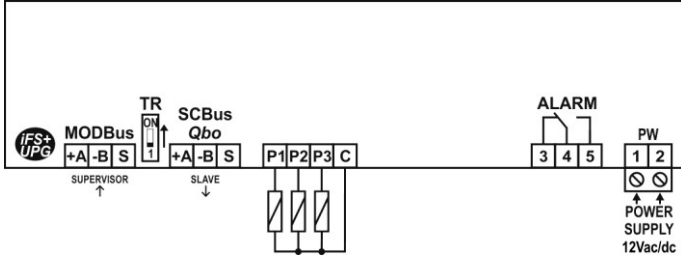 iFS+
UPG
MODBus
+A -B S
SUPERVISOR
TR
ON
1
SCBus
Qbo
+A -B S
SLAVE
P1 P2 P3 C
ALARM
3 4 5
PW
1 2
POWER
SUPPLY
12Vac/dc